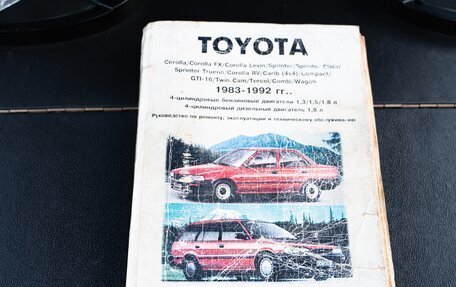 TOYOTA
Corolla/Corolla FX/Corolla Levin/Sprinter/Sprinter Cielo/
Sprinter Trueno/Corolla RV/Carib (4x4)/Compact/
GTI-16/Twin Cam/Tercel/Combi/Wagon
1983-1992 гг..
4-цилиндровые бензиновые двигатели 1,3/1,5/1,8 л
4-цилиндровый дизельный двигатель 1,8 л
Руководство по ремонту, эксплуатации и техническому обслуживанию